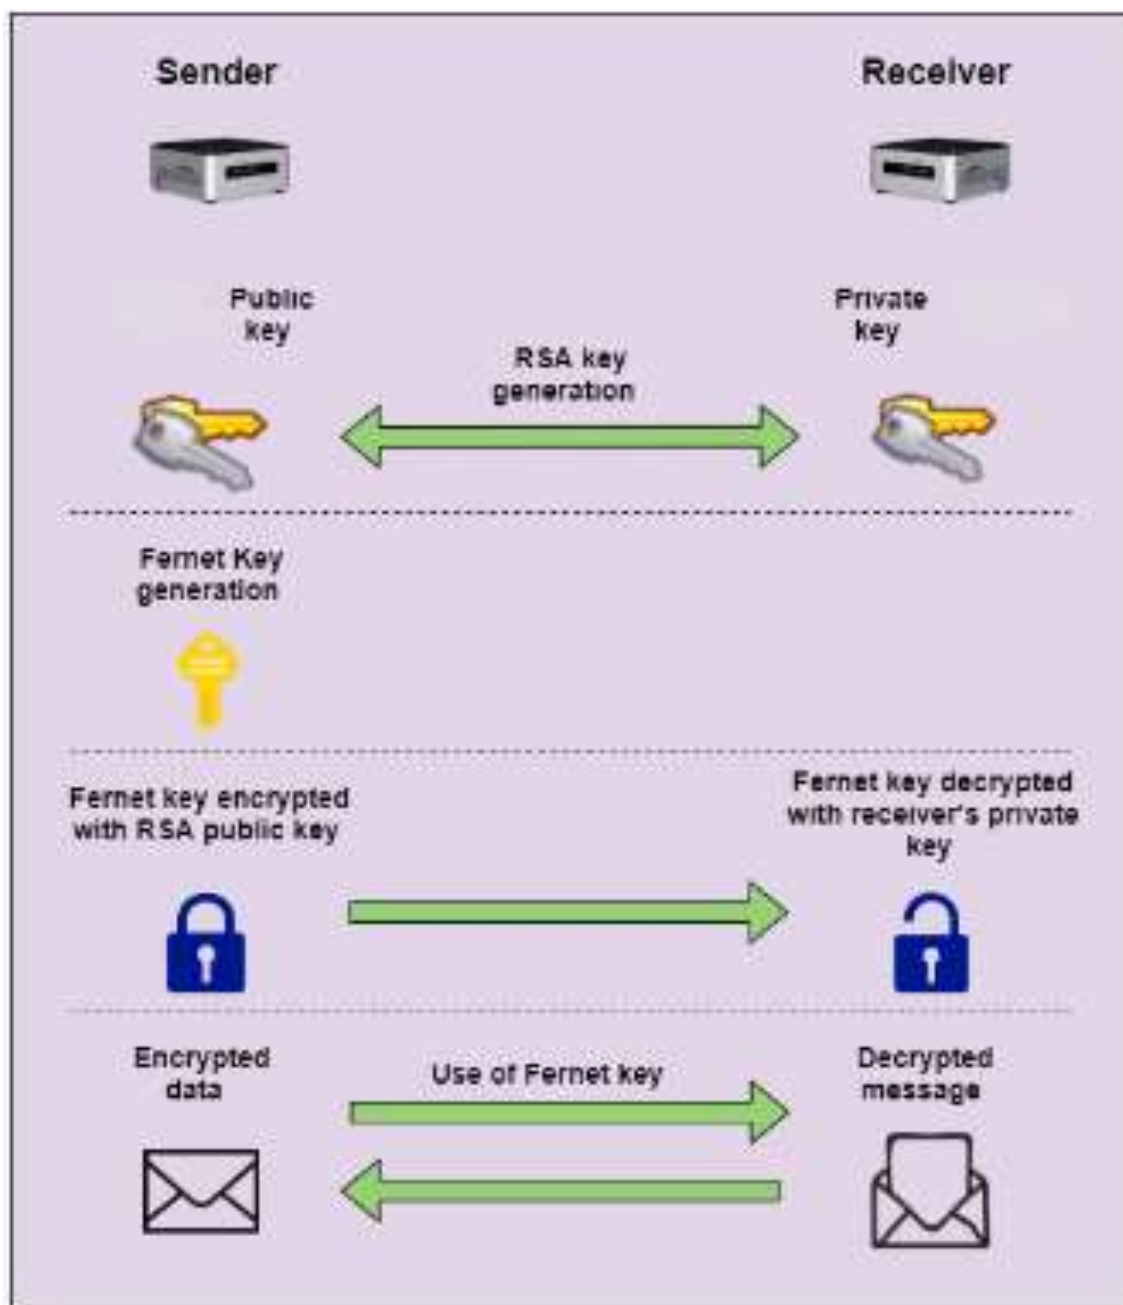 Sender
Receiver
Public
key
Private
key
RSA key
generation
Fernet Key
generation
Fernet key encrypted
with RSA public key
Fernet key decrypted
with receiver's private
key
Encrypted
data
Use of Fernet key
Decrypted
message